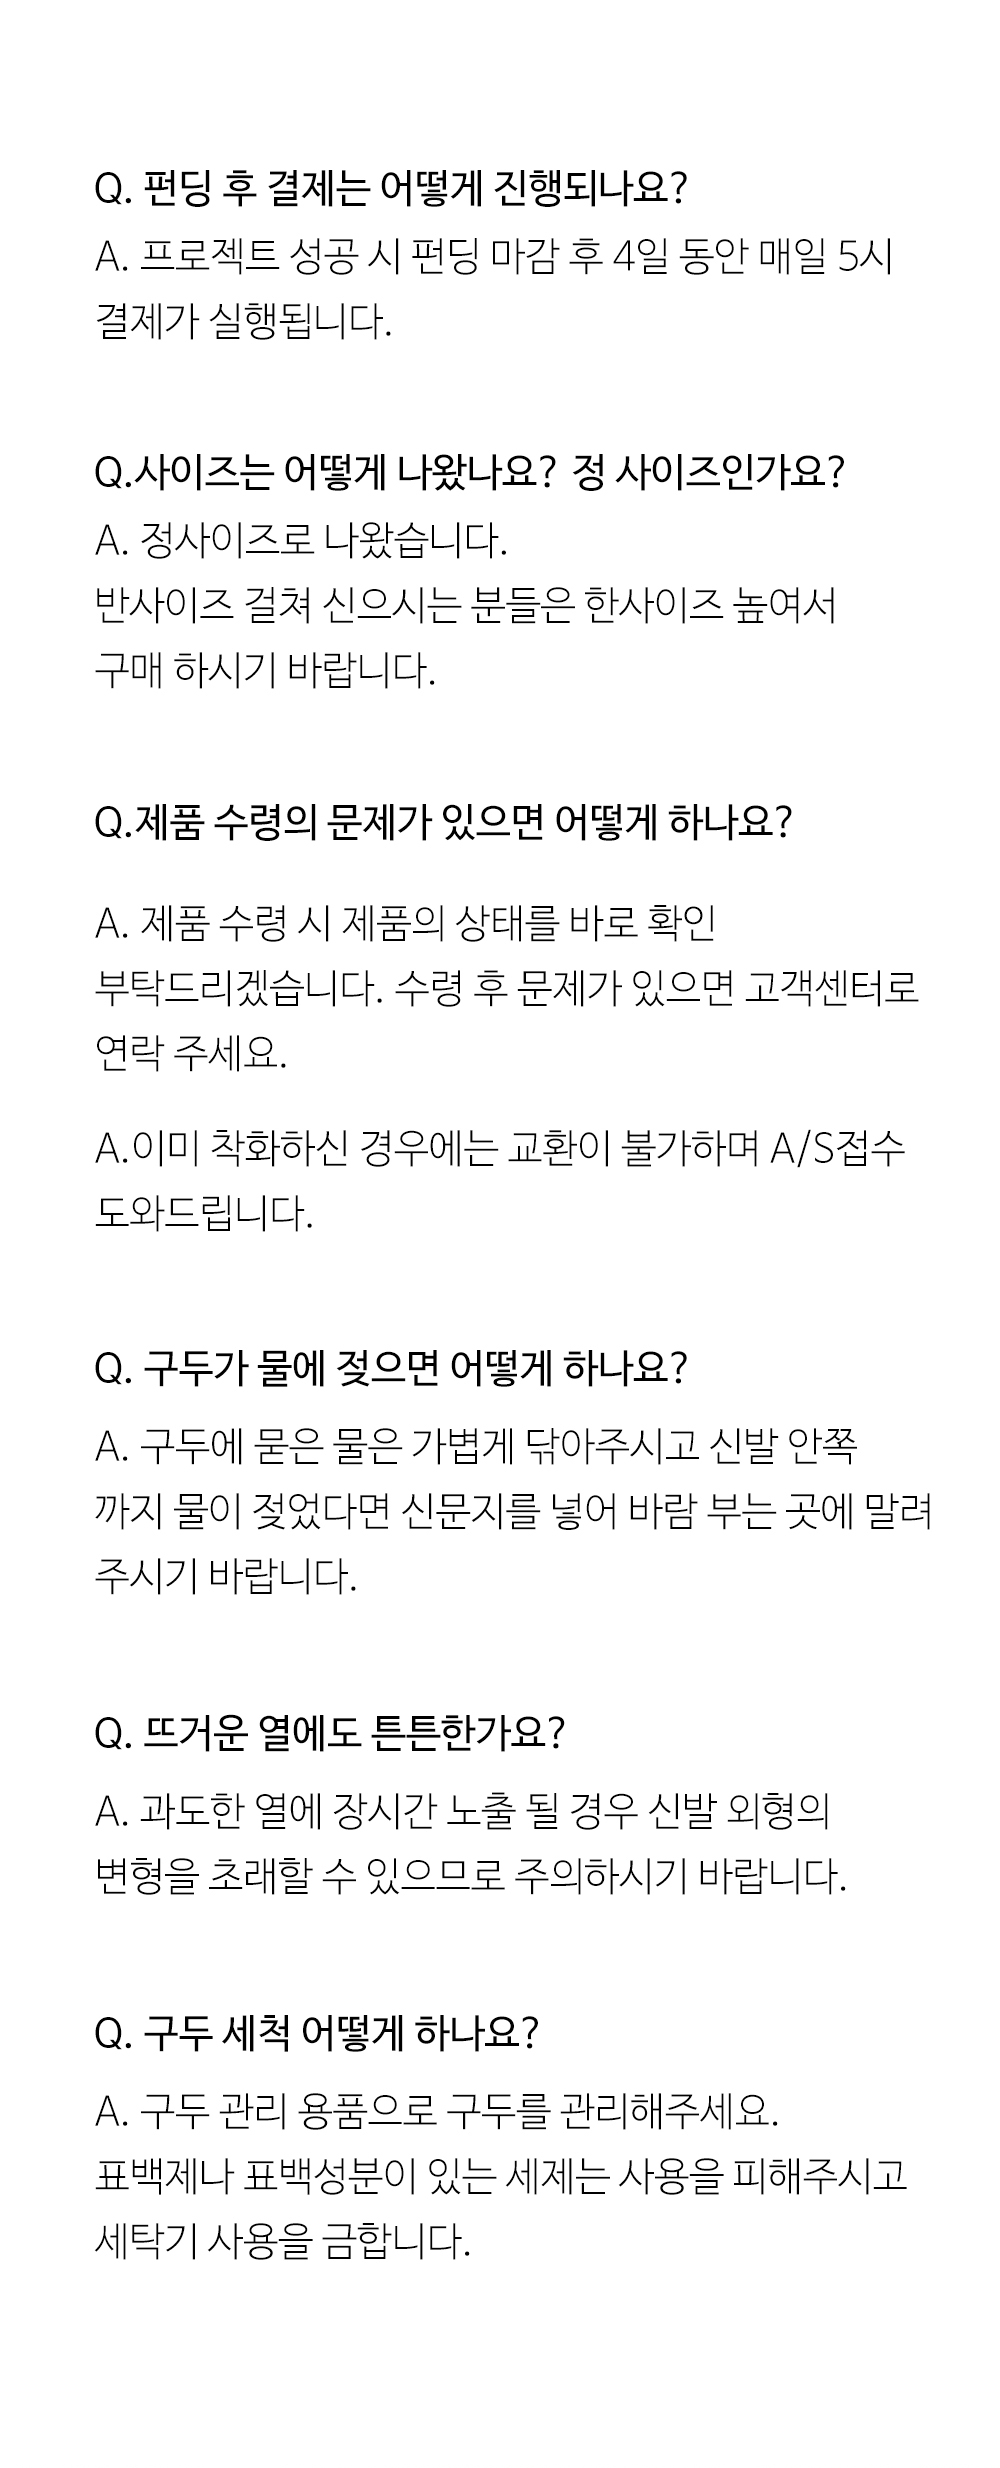 Q. 펀딩 후 결제는 어떻게 진행되나요?
A. 프로젝트 성공 시 펀딩 마감 후 4일 동안 매일 5시
결제가 실행됩니다.
Q.사이즈는 어떻게 나왔나요? 정 사이즈인가요?
A. 정사이즈로 나왔습니다.
반사이즈 걸쳐 신으시는 분들은 한사이즈 높여서
구매 하시기 바랍니다.
Q.제품 수령의 문제가 있으면 어떻게 하나요?
A. 제품 수령 시 제품의 상태를 바로 확인
부탁드리겠습니다. 수령 후 문제가 있으면 고객센터로
연락 주세요.
A.이미 착화하신 경우에는 교환이 불가하며 A/S접수
도와드립니다.
Q. 구두가 물에 젖으면 어떻게 하나요?
A. 구두에 묻은 물은 가볍게 닦아주시고 신발 안쪽
까지 물이 젖었다면 신문지를 넣어 바람 부는 곳에 말려
주시기 바랍니다.
Q. 뜨거운 열에도 튼튼한가요?
A. 과도한 열에 장시간 노출 될 경우 신발 외형의
변형을 초래할 수 있으므로 주의하시기 바랍니다.
Q. 구두 세척 어떻게 하나요?
A. 구두 관리 용품으로 구두를 관리해주세요.
표백제나 표백성분이 있는 세제는 사용을 피해주시고
세탁기 사용을 금합니다.